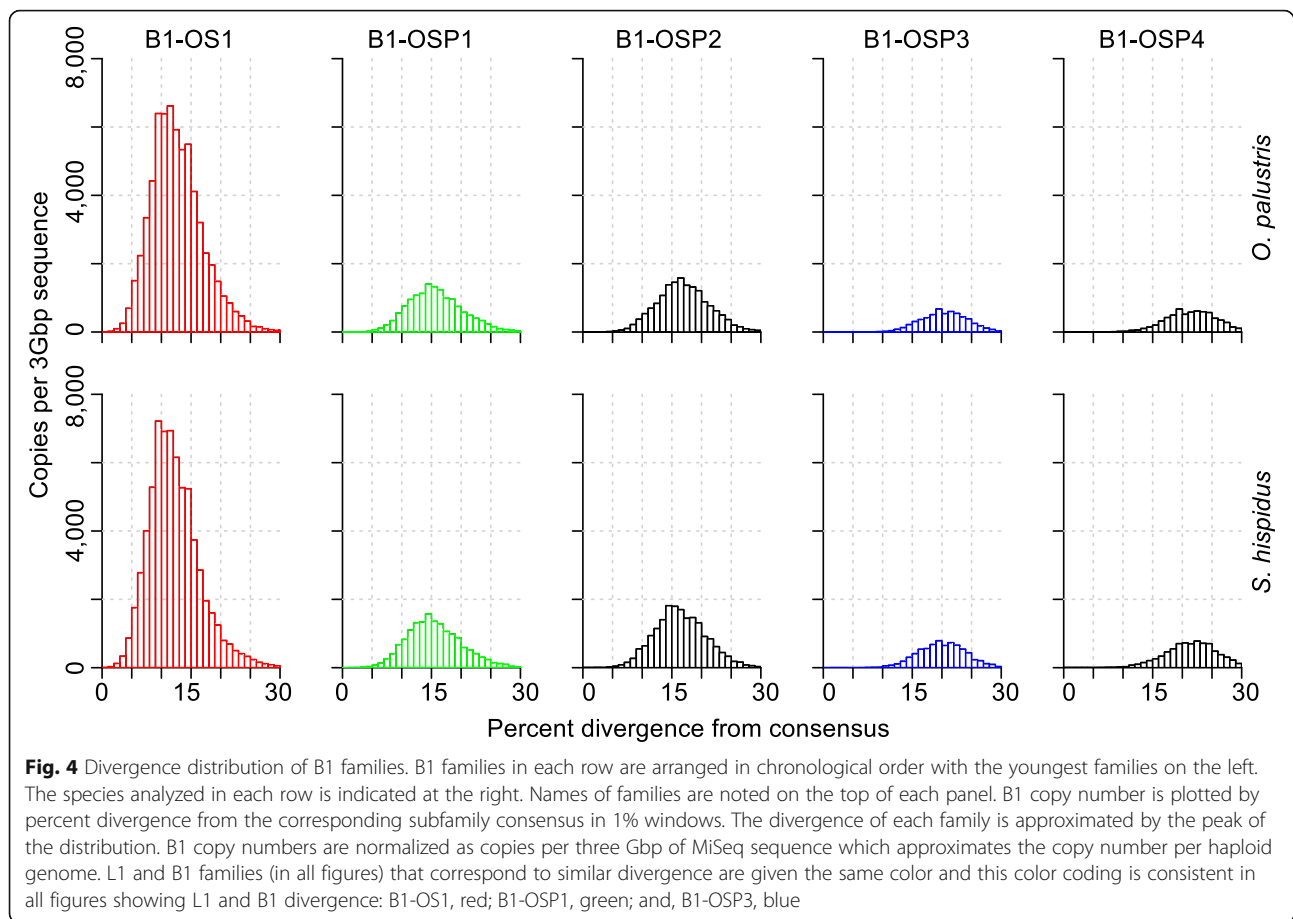 B1-OS1 B1-OSP1 B1-OSP2 B1-OSP3 B1-OSP4
Copies per 3Gbp sequence
8,000
4,000
0
O. palustris
8,000
4,000
0
S. hispidus
0 15 30 0 15 30 0 15 30 0 15 30 0 15 30
Percent divergence from consensus
Fig. 4 Divergence distribution of B1 families. B1 families in each row are arranged in chronological order with the youngest families on the left.
The species analyzed in each row is indicated at the right. Names of families are noted on the top of each panel. B1 copy number is plotted by
percent divergence from the corresponding subfamily consensus in 1% windows. The divergence of each family is approximated by the peak of
the distribution. B1 copy numbers are normalized as copies per three Gbp of MiSeq sequence which approximates the copy number per haploid
genome. L1 and B1 families (in all figures) that correspond to similar divergence are given the same color and this color coding is consistent in
all figures showing L1 and B1 divergence: B1-OS1, red; B1-OSP1, green; and, B1-OSP3, blue